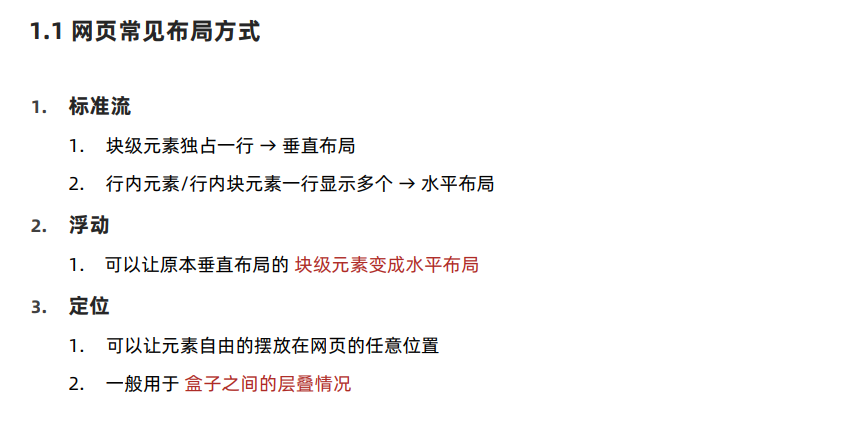 1.1 网页常见布局方式
1. 标准流
1. 块级元素独占一行 → 垂直布局
2. 行内元素/行内块元素一行显示多个 → 水平布局
2. 浮动
1. 可以让原本垂直布局的 块级元素变成水平布局
3. 定位
1. 可以让元素自由的摆放在网页的任意位置
2. 一般用于 盒子之间的层叠情况